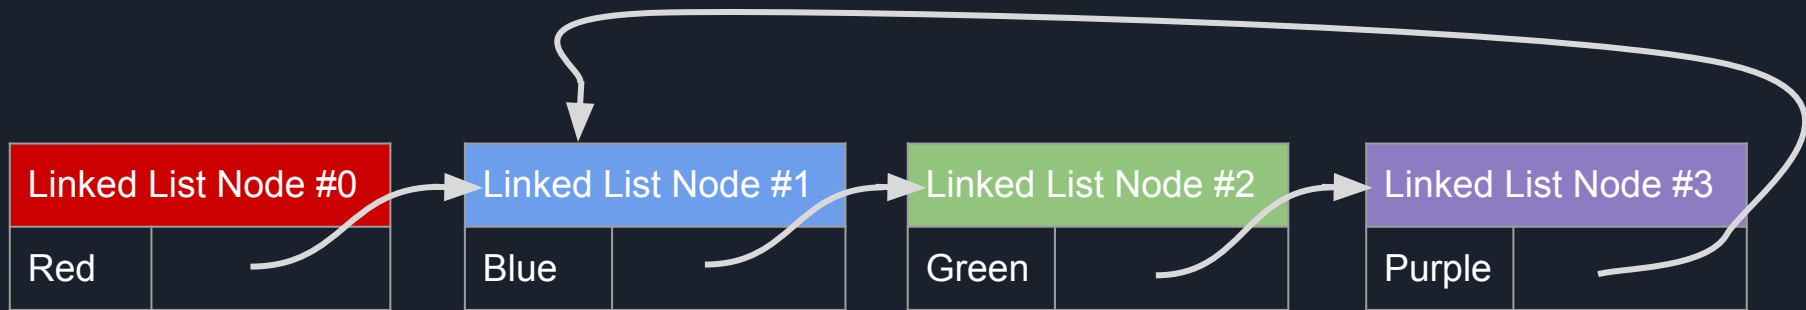 Linked List Node #0
Linked List Node #1
Linked List Node #2
Linked List Node #3
Red
Blue
Green
Purple